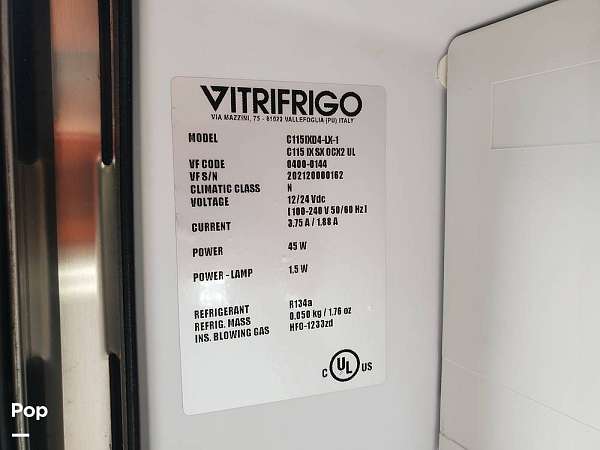 VITRIFRIGO
VIA MAZZINI, 75 - 61022 VALLEFOGLIA (PU) ITALY
MODEL C115IXD4-LX-1
C115 IX SX OCX2 UL
VF CODE 0400-0144
VF S/N 202120000162
CLIMATIC CLASS N
VOLTAGE 12/24 Vdc
[ 100-240 V 50/60 Hz ]
CURRENT 3.75 A / 1.88 A
POWER 45 W
POWER - LAMP 1.5 W
REFRIGERANT R134a
REFRIG. MASS 0,050 kg / 1.76 oz
INS. BLOWING GAS HFO-1233zd
C UL US
Pop